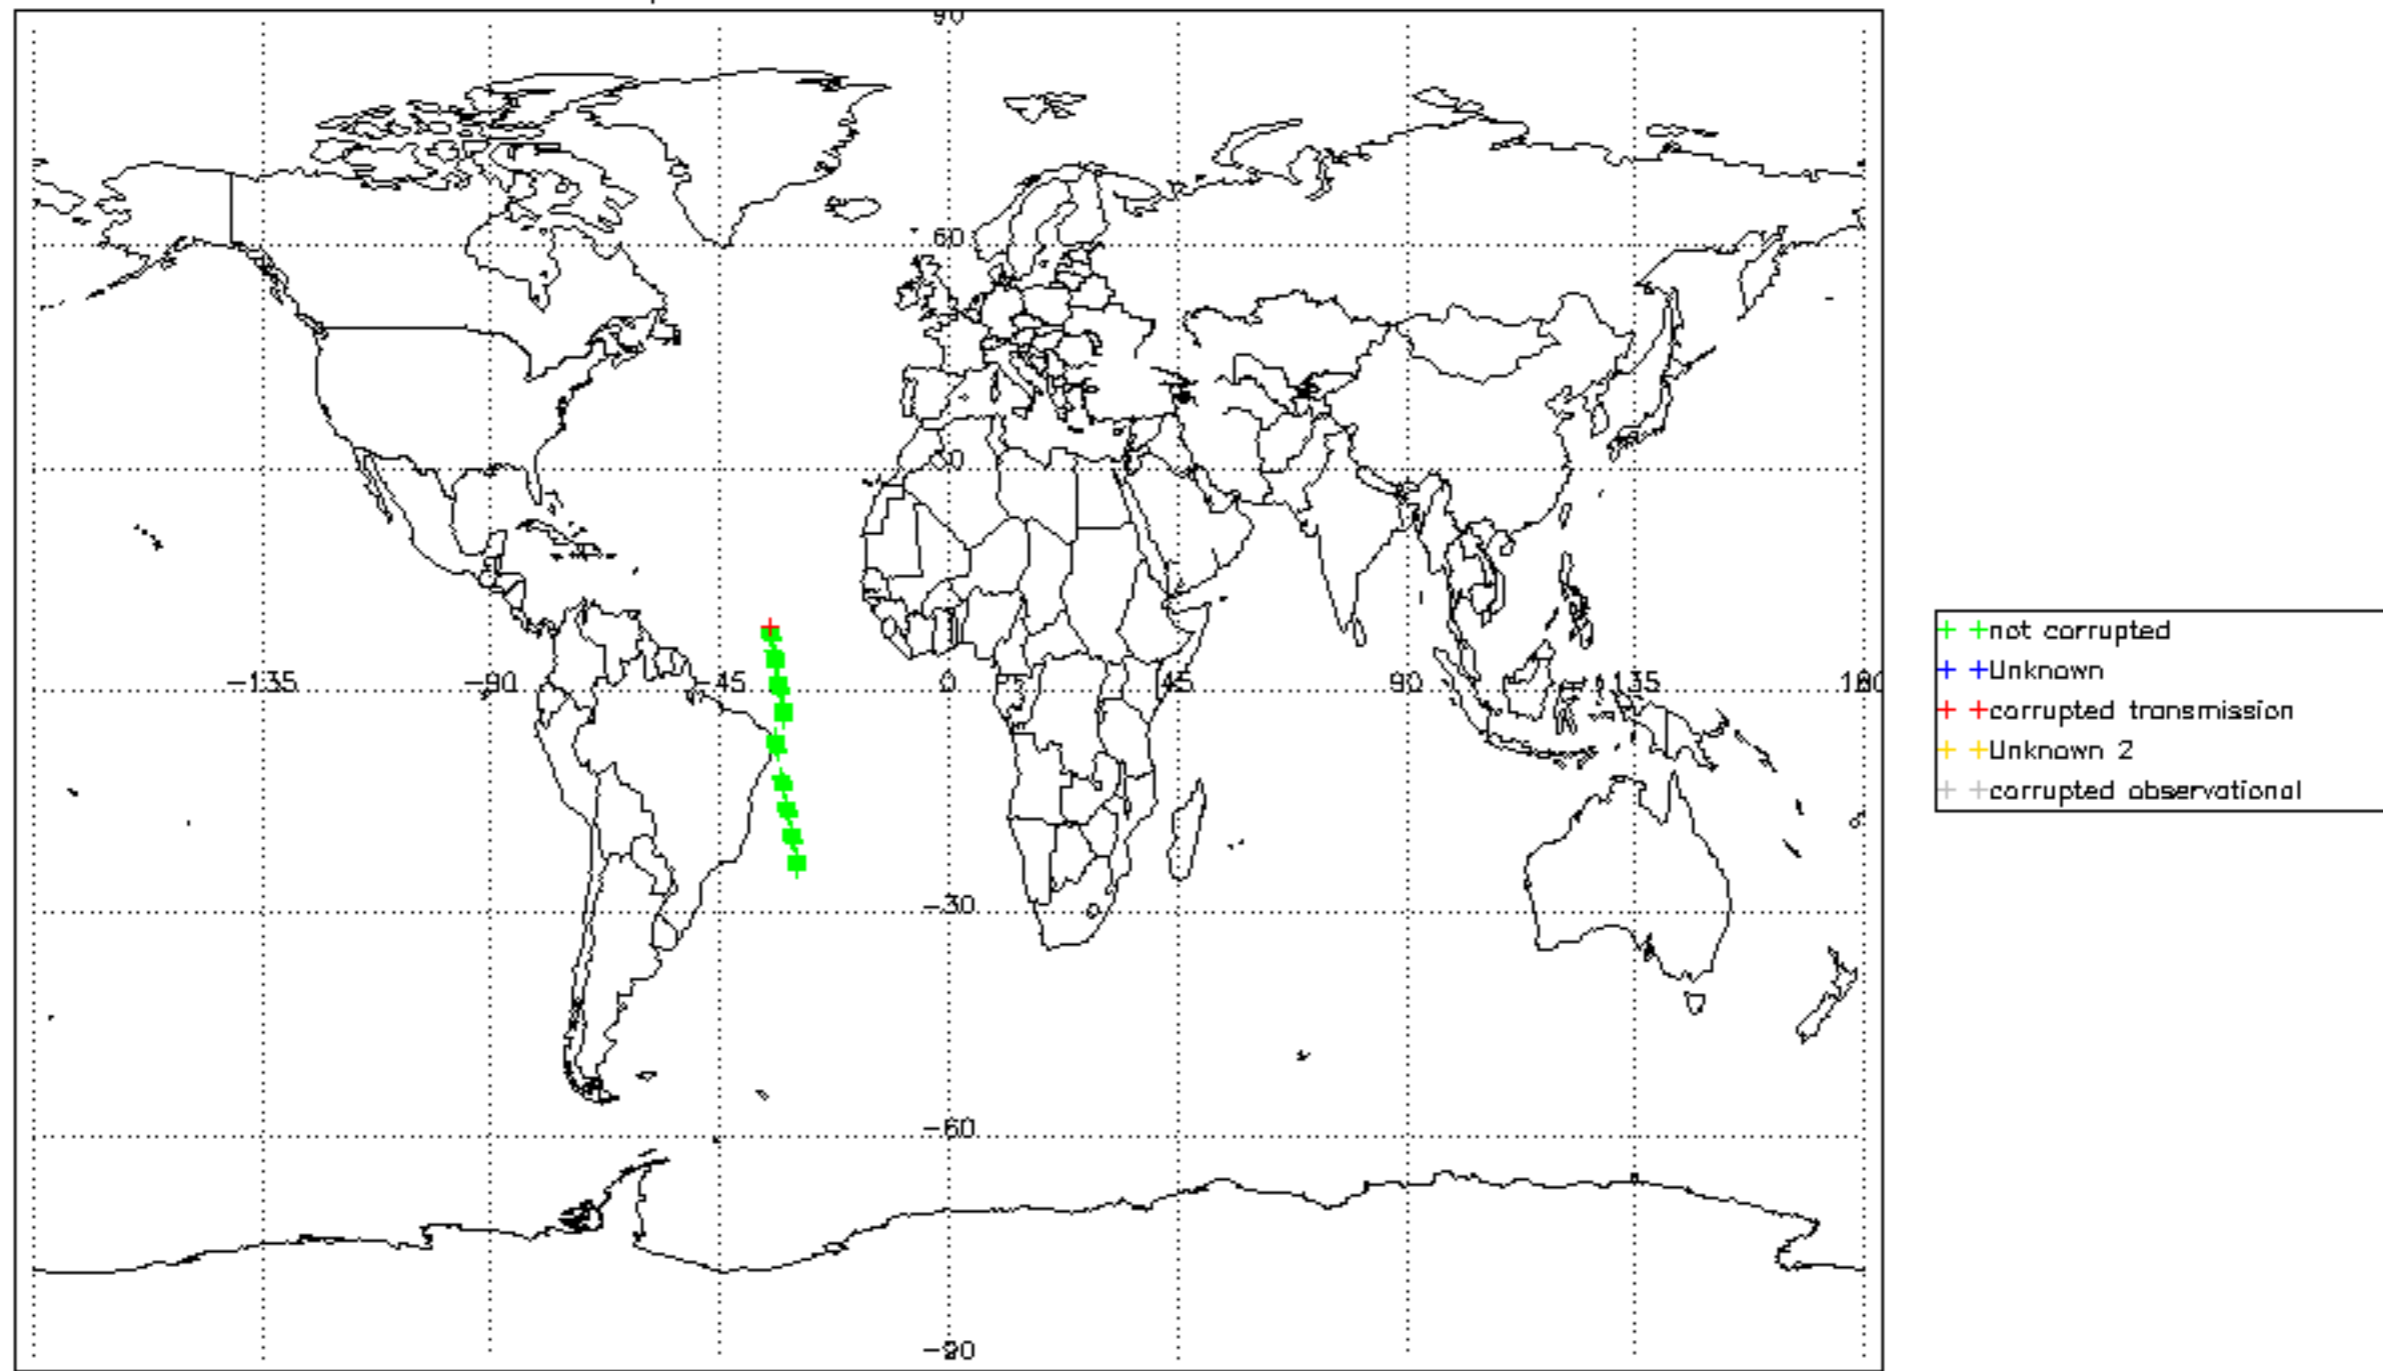 90
60
30
-135 -90 -45 0 45 90 135 180
-30
-60
-90
not corrupted
Unknown
corrupted transmission
Unknown 2
corrupted observational